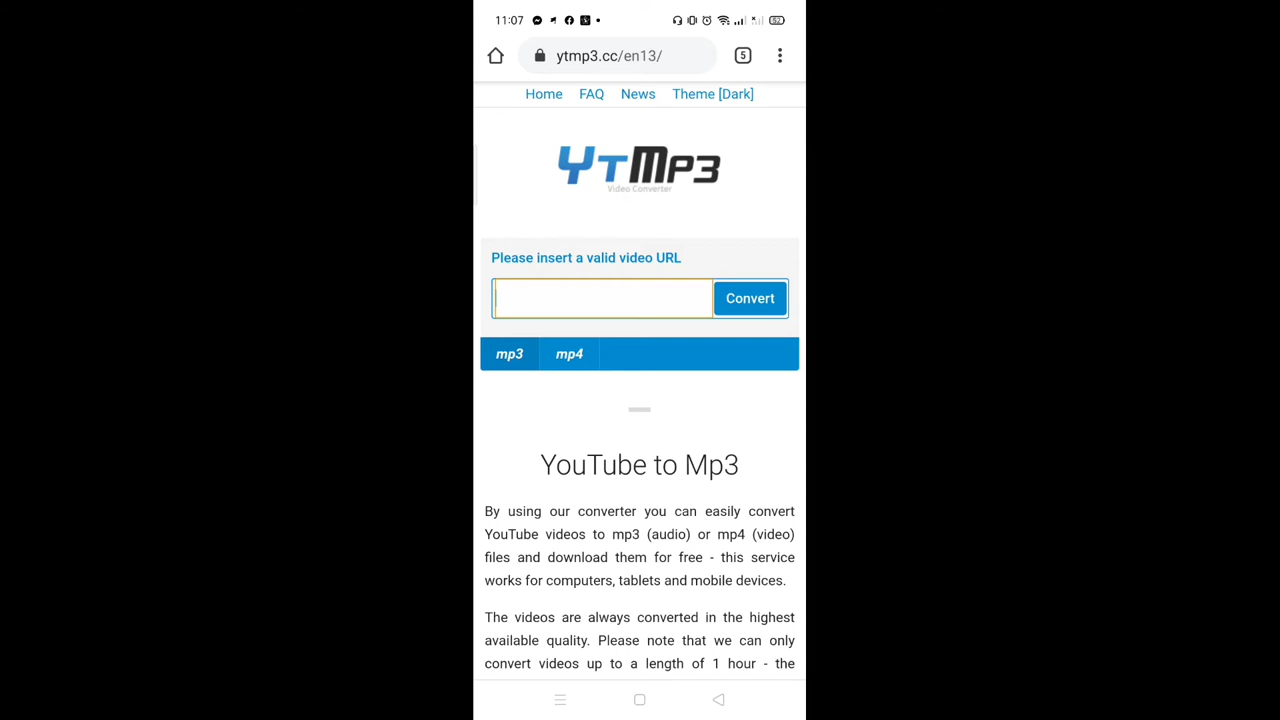 11:07
62
ytmp3.cc/en13/
5
Home FAQ News Theme [Dark]
YTMP3
Video Converter
Please insert a valid video URL
Convert
mp3 mp4
YouTube to Mp3
By using our converter you can easily convert
YouTube videos to mp3 (audio) or mp4 (video)
files and download them for free - this service
works for computers, tablets and mobile devices.
The videos are always converted in the highest
available quality. Please note that we can only
convert videos up to a length of 1 hour - the